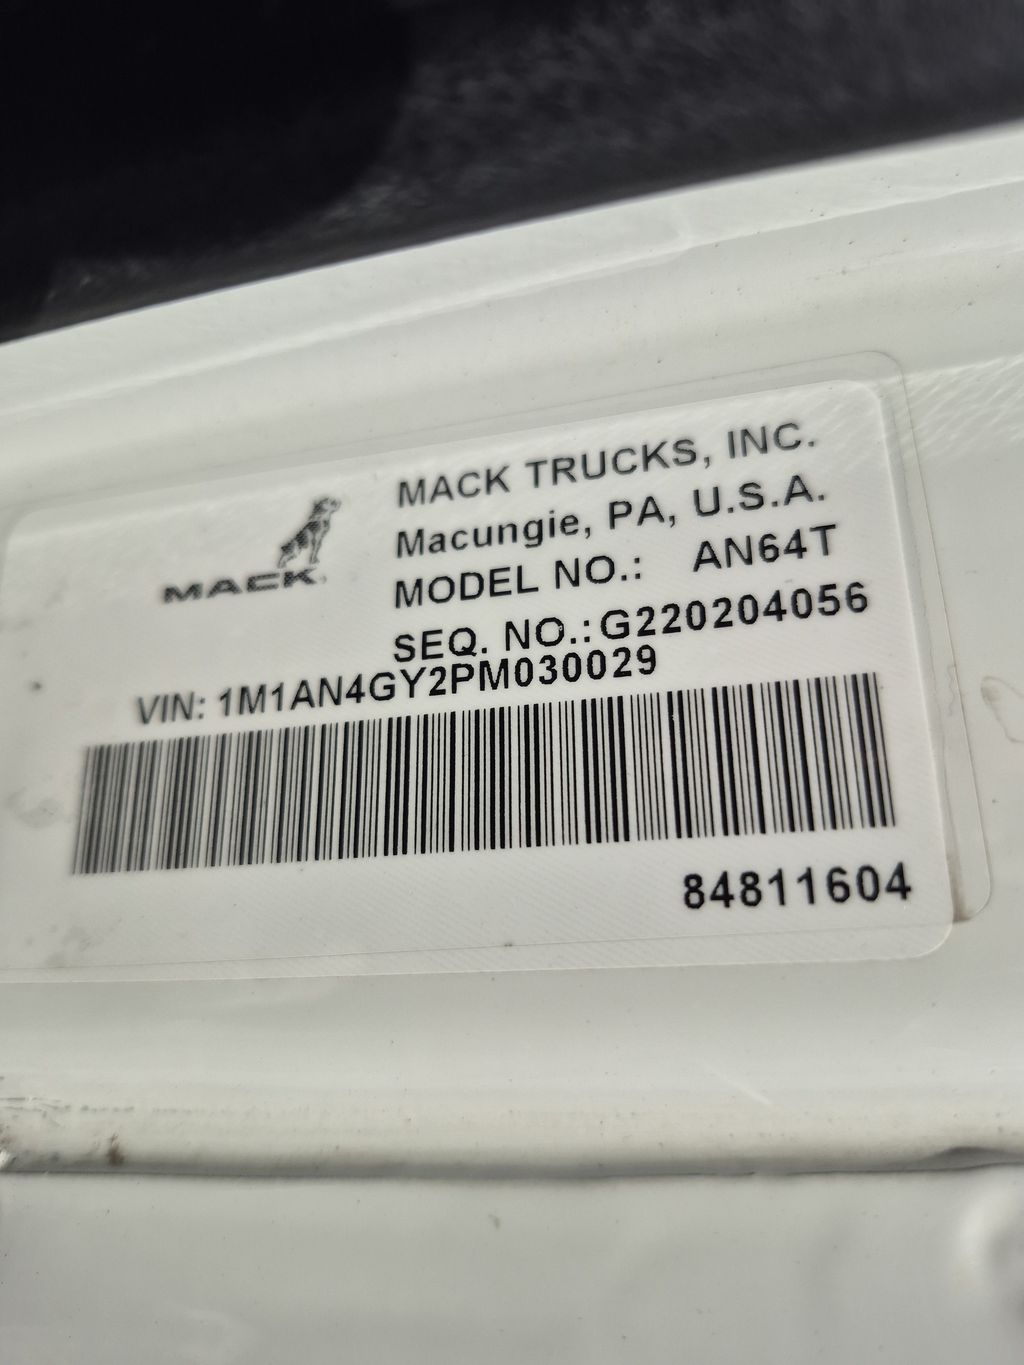 MACK TRUCKS, INC.
Macungie, PA, U.S.A.
MACK
MODEL NO.: AN64T
SEQ. NO.: G220204056
VIN: 1M1AN4GY2PM030029
84811604